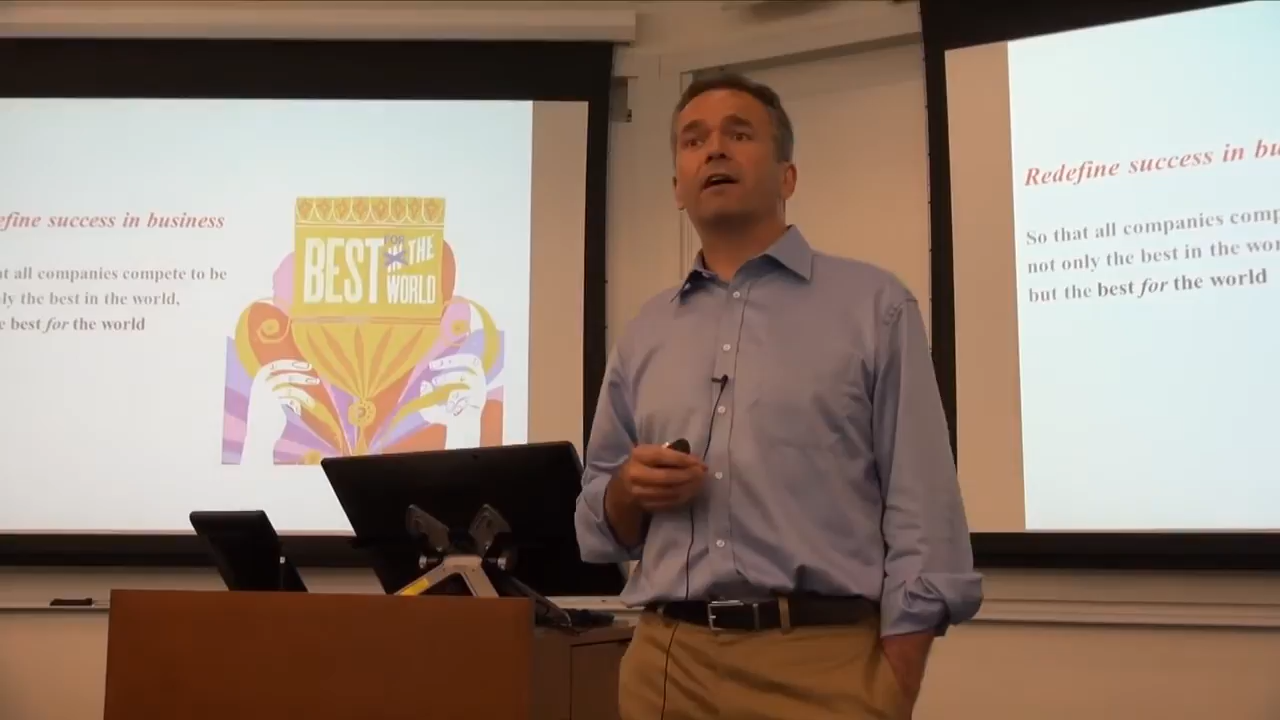 efine success in business
at all companies compete to be
ly the best in the world,
e best for the world
BEST FOR IN THE
WORLD
Redefine success in bu
So that all companies comp
not only the best in the wor
but the best for the world